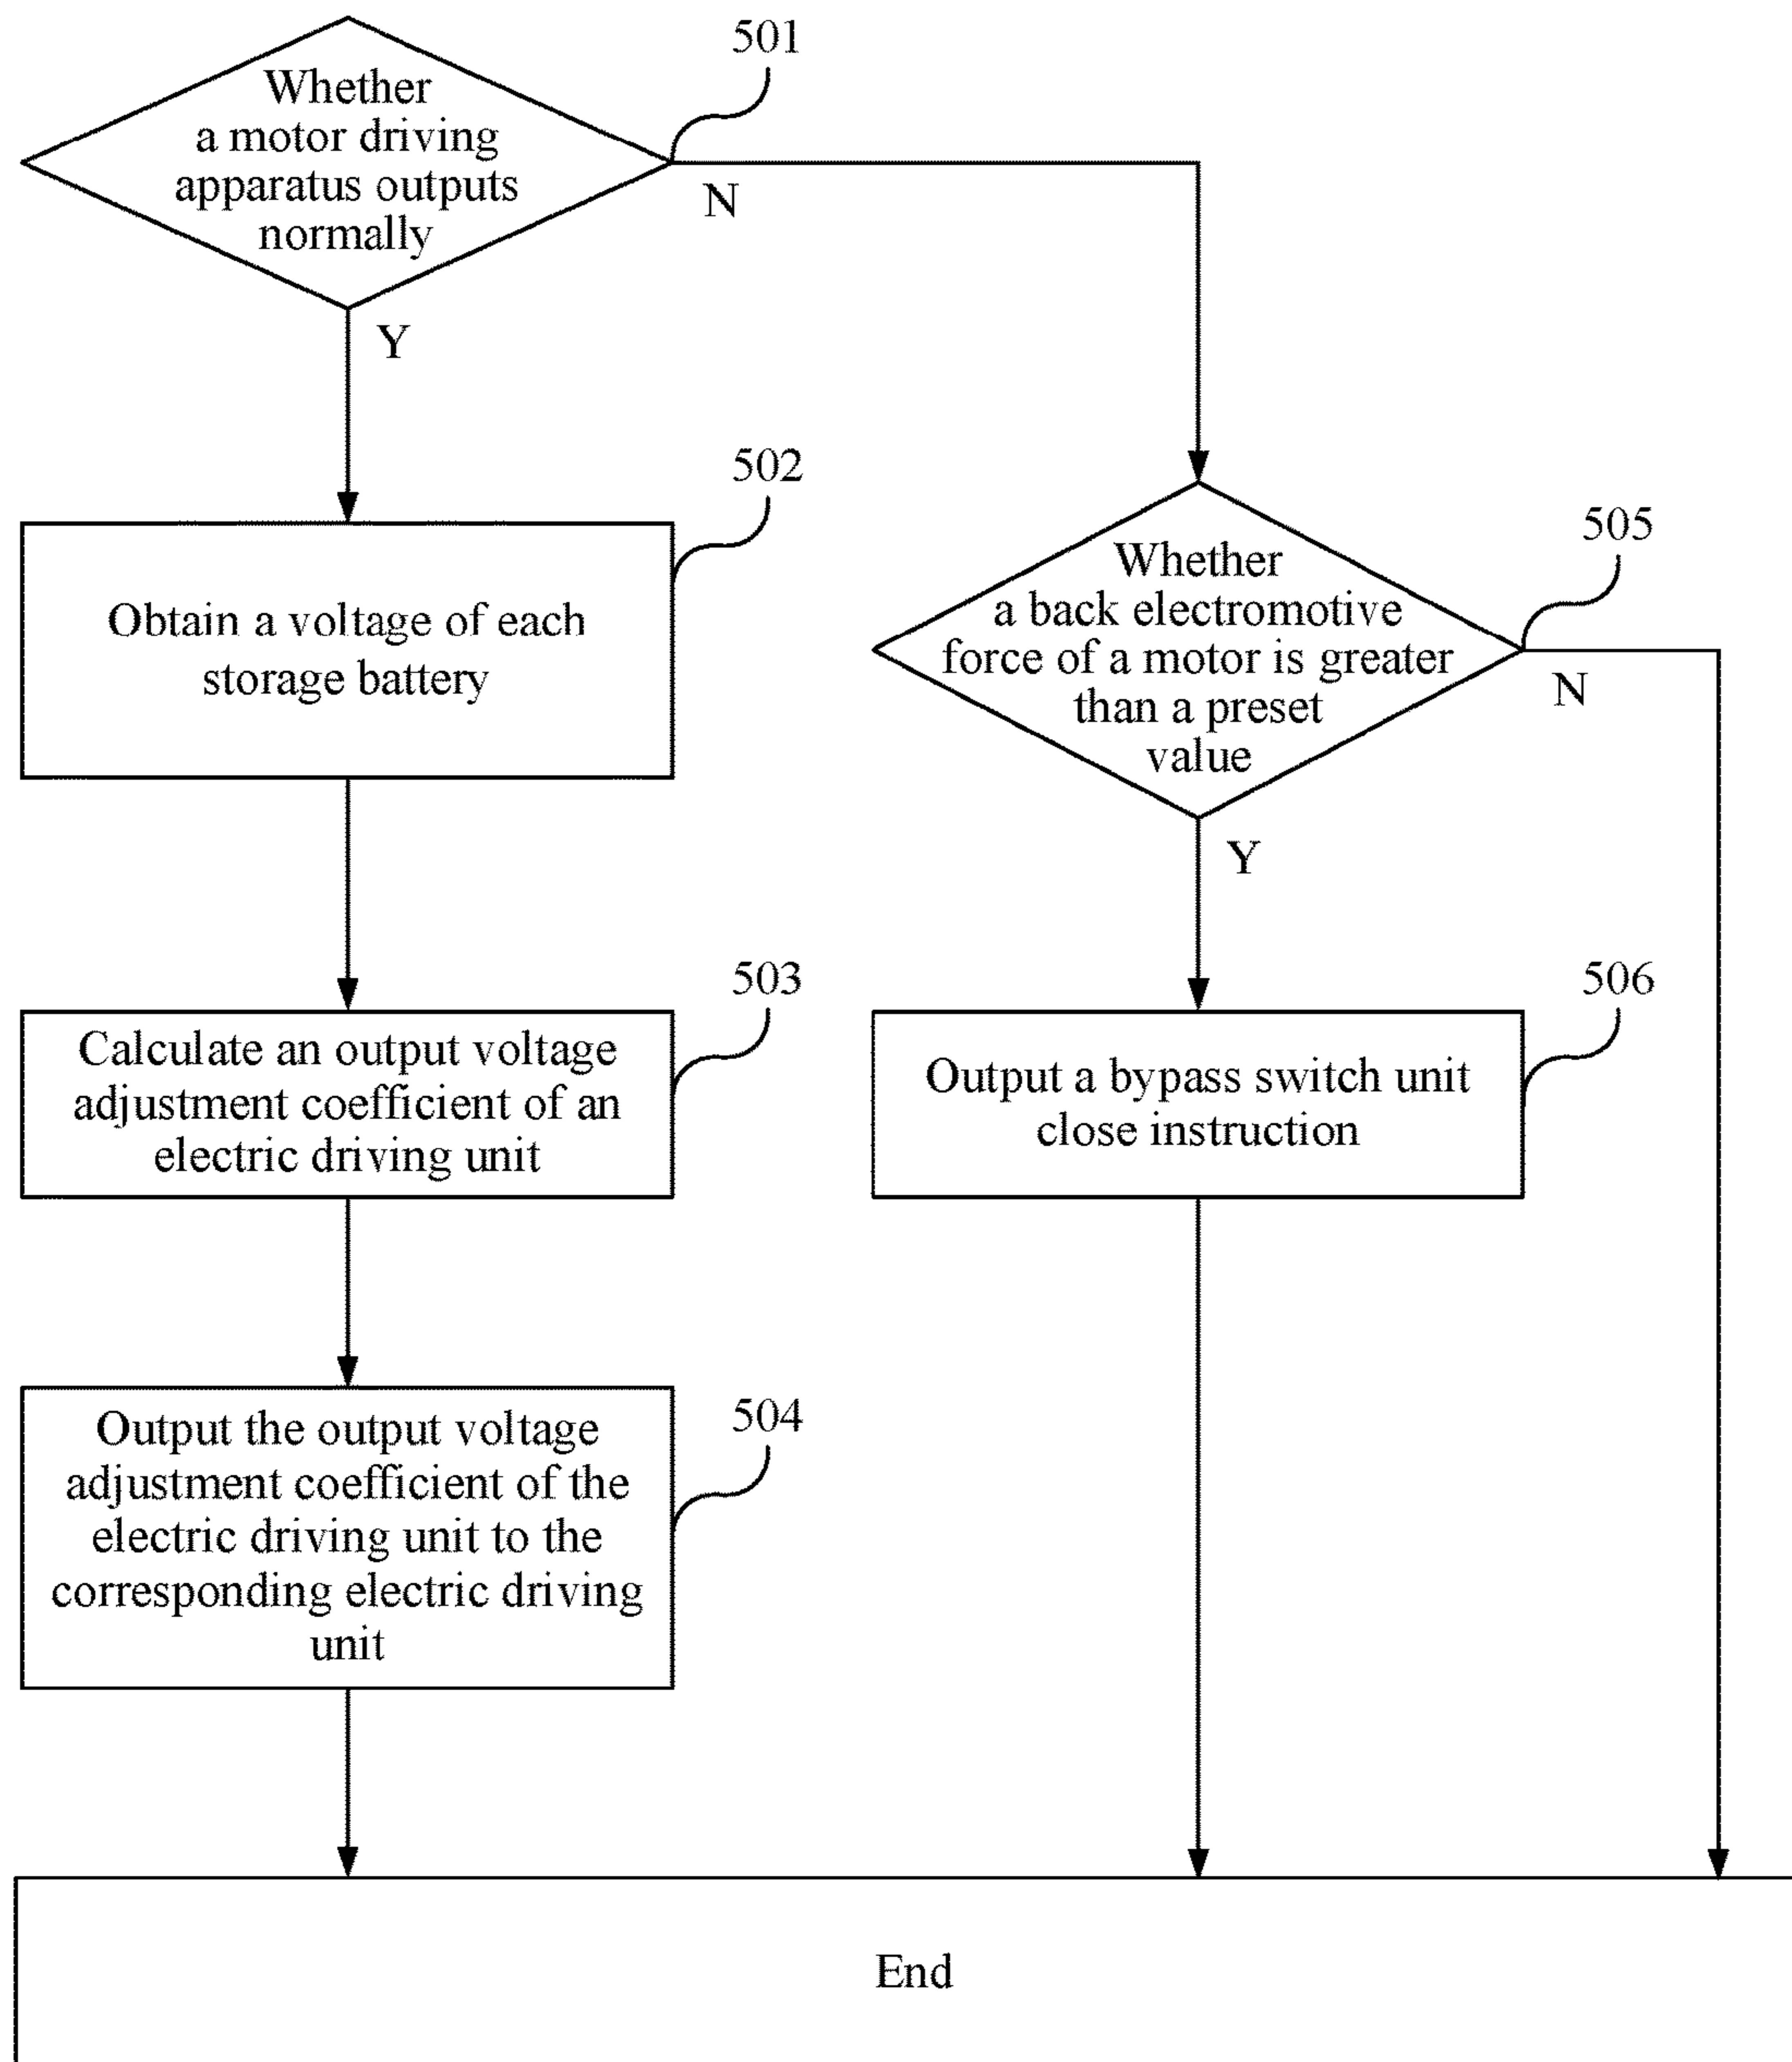 501
Whether
a motor driving
apparatus outputs
normally
N
Y
502
Obtain a voltage of each
storage battery
505
Whether
a back electromotive
force of a motor is greater
than a preset
value
N
Y
503
Calculate an output voltage
adjustment coefficient of an
electric driving unit
506
Output a bypass switch unit
close instruction
504
Output the output voltage
adjustment coefficient of the
electric driving unit to the
corresponding electric driving
unit
End